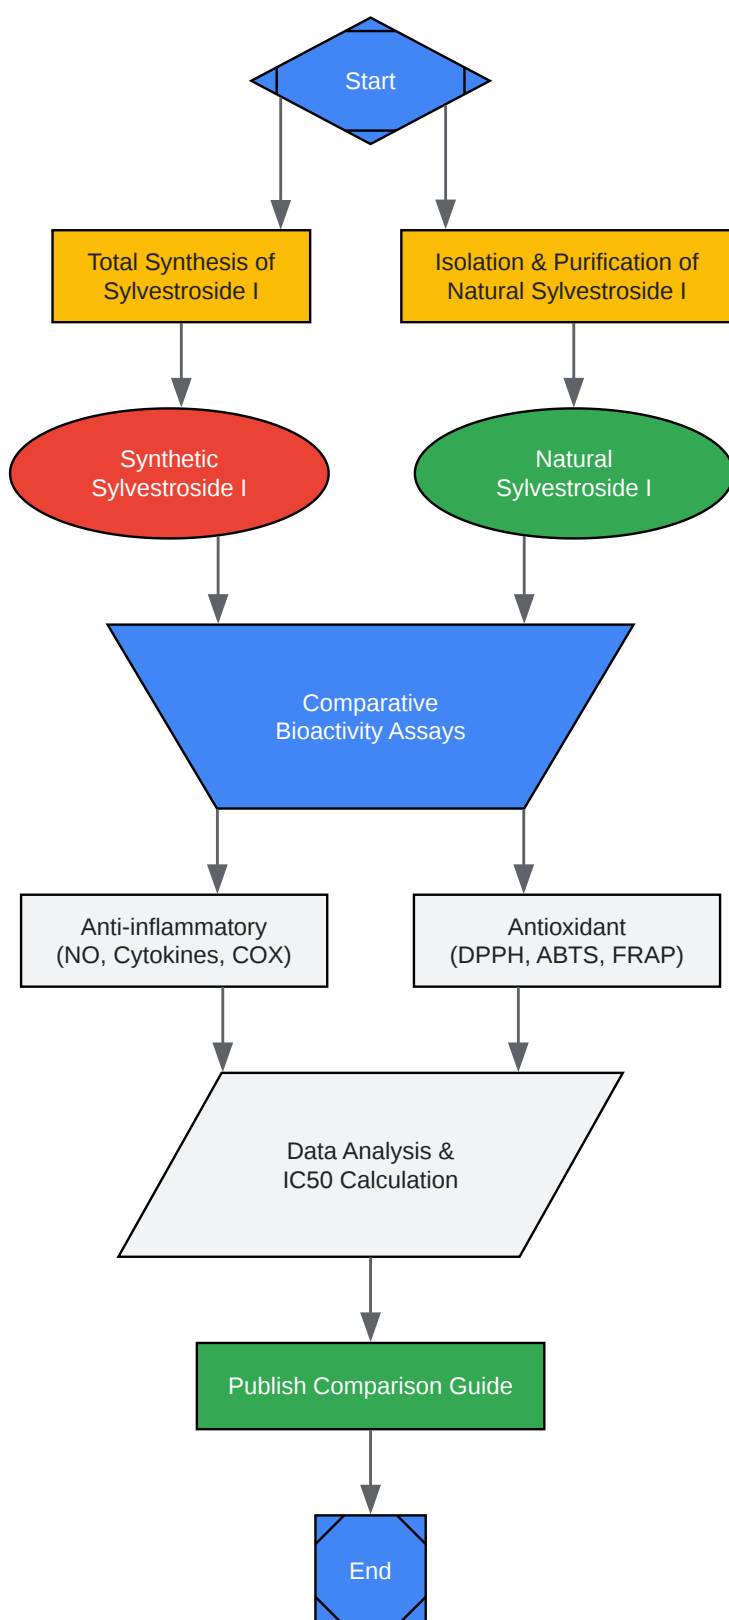 Start
Total Synthesis of
Sylvestroside I
Isolation & Purification of
Natural Sylvestroside I
Synthetic
Sylvestroside I
Natural
Sylvestroside I
Comparative
Bioactivity Assays
Anti-inflammatory
(NO, Cytokines, COX)
Antioxidant
(DPPH, ABTS, FRAP)
Data Analysis &
IC50 Calculation
Publish Comparison Guide
End